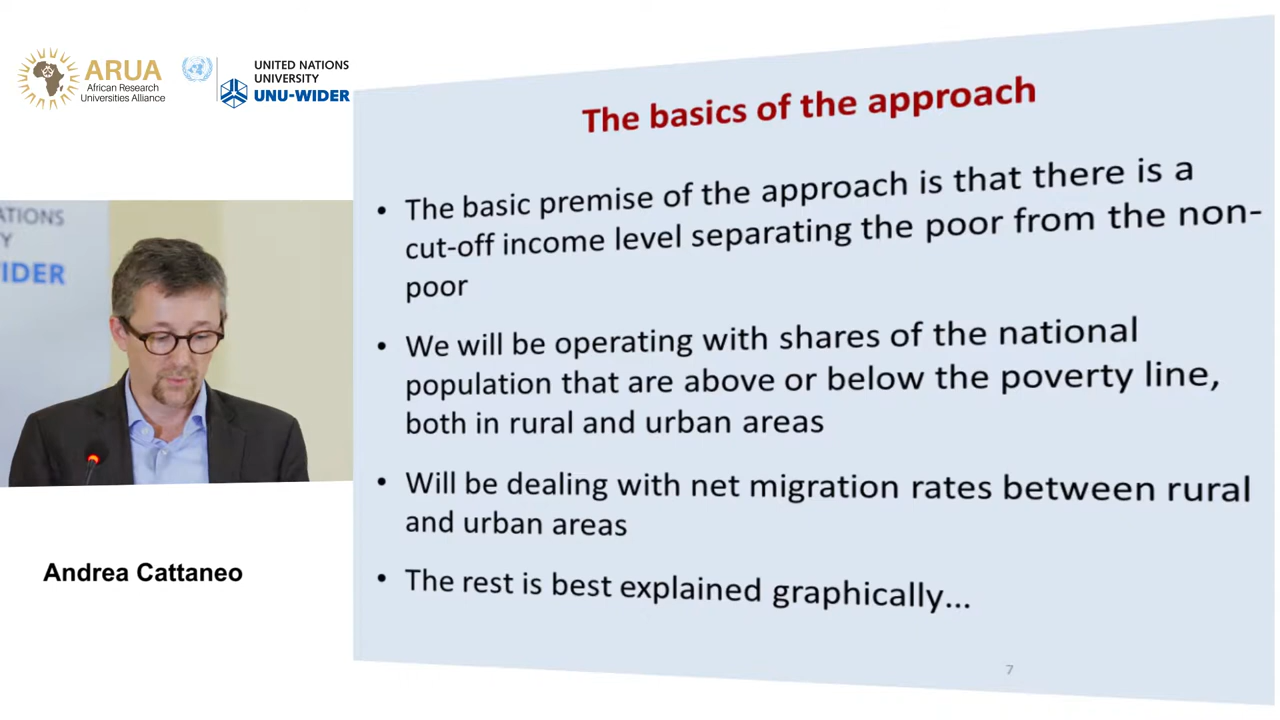 ARUA
African Research
Universities Alliance
UNITED NATIONS
UNIVERSITY
UNU-WIDER
ATIONS
Y
IDER
Andrea Cattaneo
The basics of the approach
• The basic premise of the approach is that there is a
cut-off income level separating the poor from the non-
poor
• We will be operating with shares of the national
population that are above or below the poverty line,
both in rural and urban areas
• Will be dealing with net migration rates between rural
and urban areas
• The rest is best explained graphically...
7